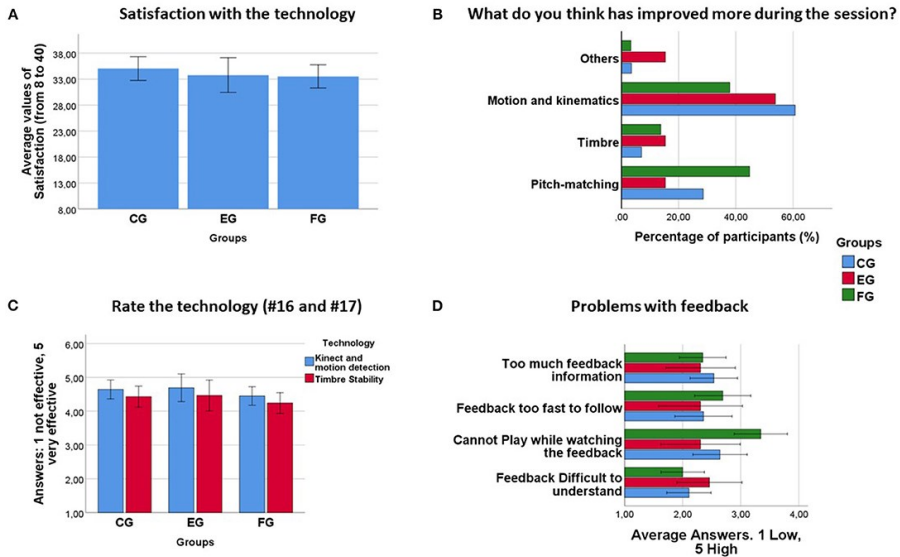 A
Satisfaction with the technology
Average values of
Satisfaction (from 8 to 40)
38,00
33,00
28,00
23,00
18,00
13,00
8,00
CG
EG
FG
Groups
B
What do you think has improved more during the session?
Others
Motion and kinematics
Timbre
Pitch-matching
,00
20,00
40,00
60,00
Percentage of participants (%)
Groups
CG
EG
FG
C
Rate the technology (#16 and #17)
Answers: 1 not effective, 5
very effective
6,00
5,00
4,00
3,00
2,00
1,00
CG
EG
FG
Groups
Technology
Kinect and
motion detection
Timbre Stability
D
Problems with feedback
Too much feedback
information
Feedback too fast to follow
Cannot Play while watching
the feedback
Feedback Difficult to
understand
1,00
2,00
3,00
4,00
Average Answers. 1 Low,
5 High